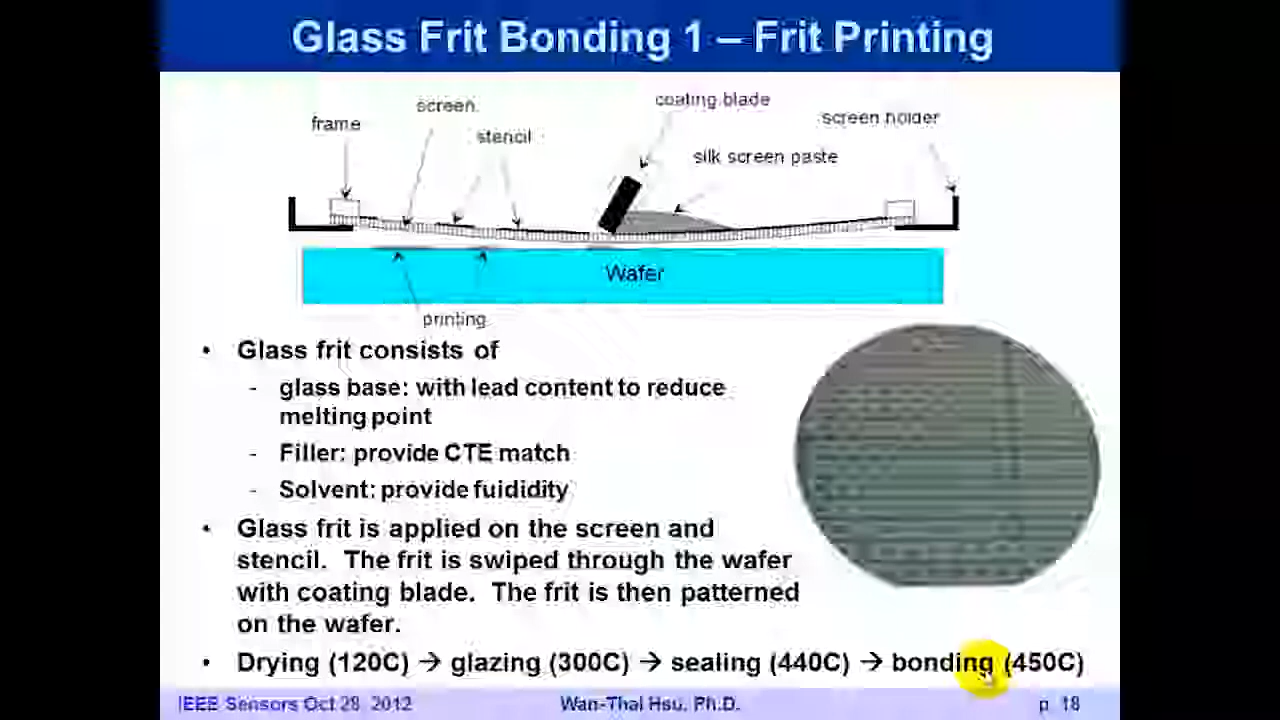 Glass Frit Bonding 1 – Frit Printing
coating blade
screen
screen holder
frame
stencil
silk screen paste
Wafer
printing
• Glass frit consists of
- glass base: with lead content to reduce
melting point
- Filler: provide CTE match
- Solvent: provide fuididity
• Glass frit is applied on the screen and
stencil. The frit is swiped through the wafer
with coating blade. The frit is then patterned
on the wafer.
• Drying (120C) → glazing (300C) → sealing (440C) → bonding (450C)
IEEE Sensors Oct 28, 2012 Wan-Thai Hsu, Ph.D. p. 18